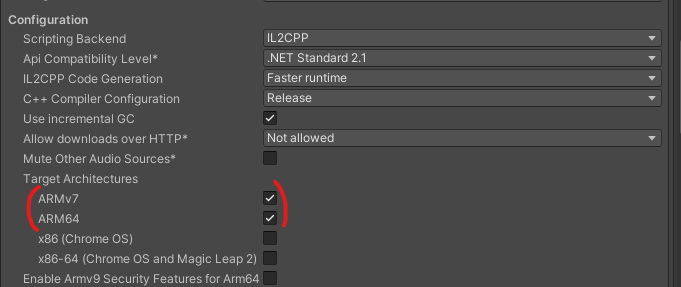 Configuration
Scripting Backend IL2CPP
Api Compatibility Level* .NET Standard 2.1
IL2CPP Code Generation Faster runtime
C++ Compiler Configuration Release
Use incremental GC
Allow downloads over HTTP* Not allowed
Mute Other Audio Sources*
Target Architectures
ARMv7
ARM64
x86 (Chrome OS)
x86-64 (Chrome OS and Magic Leap 2)
Enable Armv9 Security Features for Arm64